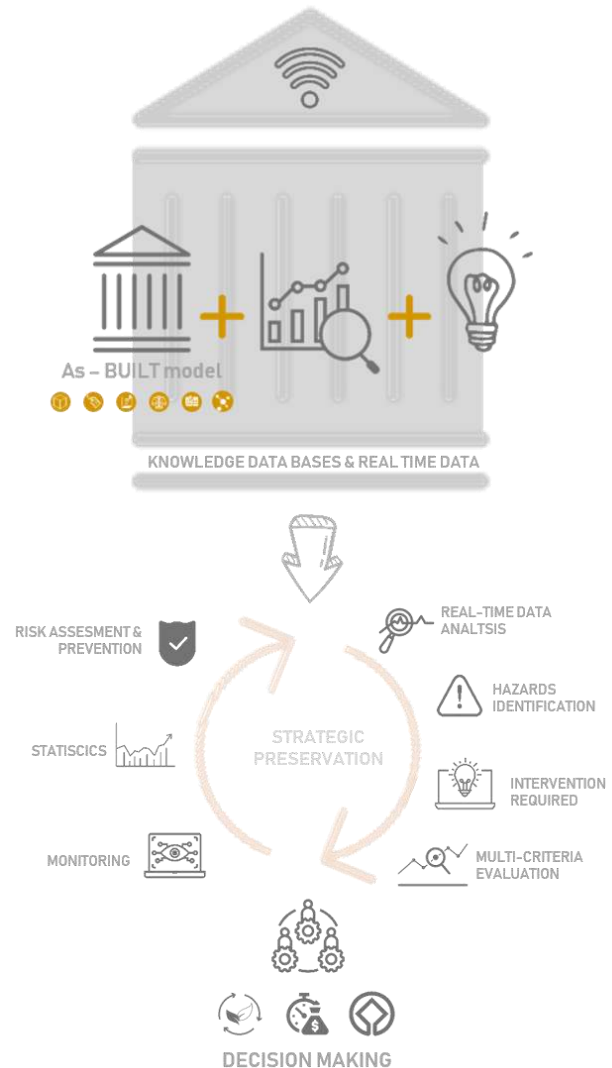 As – BUILT model
KNOWLEDGE DATA BASES & REAL TIME DATA
RISK ASSESMENT &
PREVENTION
REAL-TIME DATA
ANALTSIS
HAZARDS
IDENTIFICATION
STRATEGIC
PRESERVATION
STATISCICS
INTERVENTION
REQUIRED
MONITORING
MULTI-CRITERIA
EVALUATION
$
DECISION MAKING